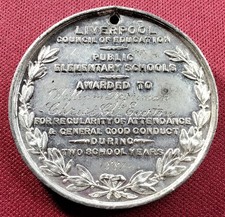 LIVERPOOL
COUNCIL OF EDUCATION
PUBLIC
ELEMENTARY SCHOOLS
AWARDED TO
FOR REGULARITY OF ATTENDANCE
& GENERAL GOOD CONDUCT
DURING
TWO SCHOOL YEARS